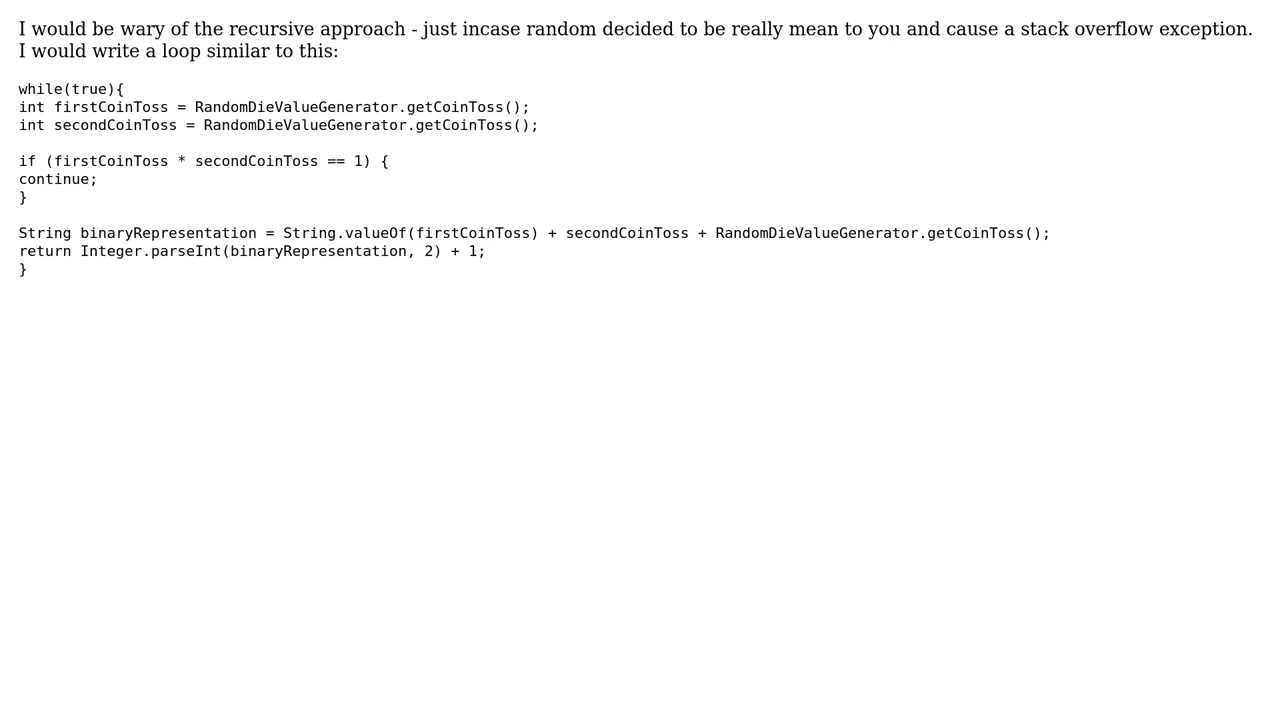 I would be wary of the recursive approach - just incase random decided to be really mean to you and cause a stack overflow exception.
I would write a loop similar to this:
while(true){
int firstCoinToss = RandomDieValueGenerator.getCoinToss();
int secondCoinToss = RandomDieValueGenerator.getCoinToss();
if (firstCoinToss * secondCoinToss == 1) {
continue;
}
String binaryRepresentation = String.valueOf(firstCoinToss) + secondCoinToss + RandomDieValueGenerator.getCoinToss();
return Integer.parseInt(binaryRepresentation, 2) + 1;
}